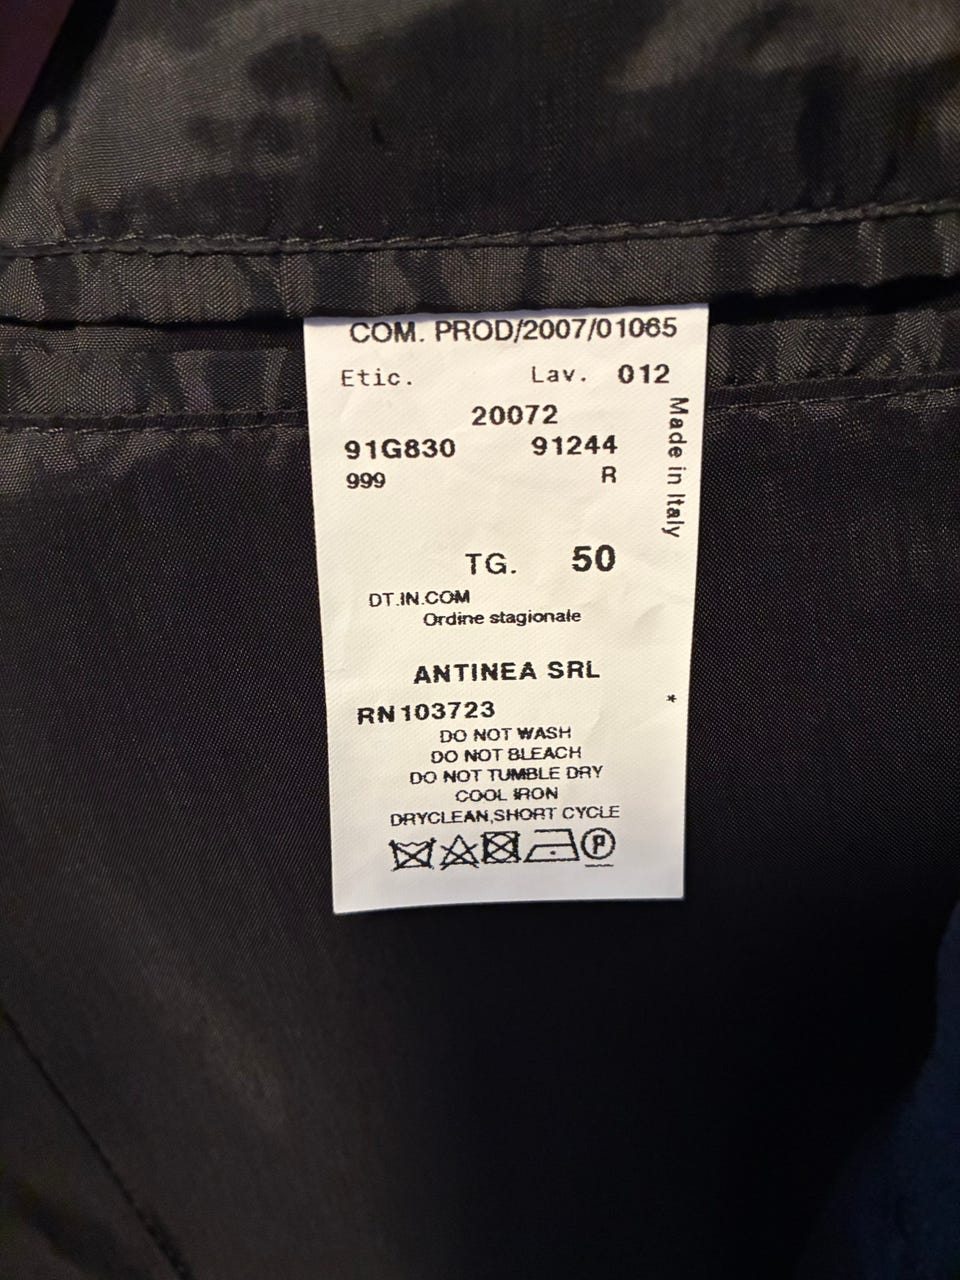 COM. PROD/2007/01065
Etic. Lav. 012
20072
91G830 91244
999 R
Made in Italy
TG. 50
DT.IN.COM
Ordine stagionale
ANTINEA SRL
*
RN 103723
DO NOT WASH
DO NOT BLEACH
DO NOT TUMBLE DRY
COOL IRON
DRYCLEAN,SHORT CYCLE
P